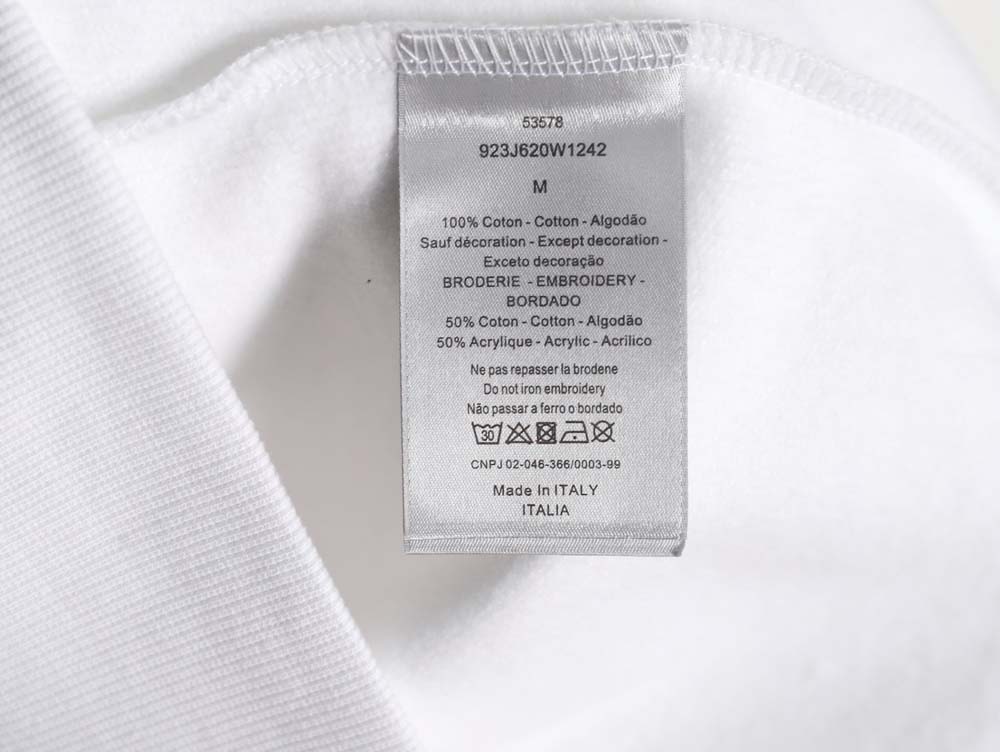 53578
923J620W1242
M
100% Coton - Cotton - Algodão
Sauf décoration - Except decoration -
Exceto decoração
BRODERIE - EMBROIDERY -
BORDADO
50% Coton - Cotton - Algodão
50% Acrylique - Acrylic - Acrilico
Ne pas repasser la brodene
Do not iron embroidery
Não passar a ferro o bordado
30
CNPJ 02-046-366/0003-99
Made In ITALY
ITALIA